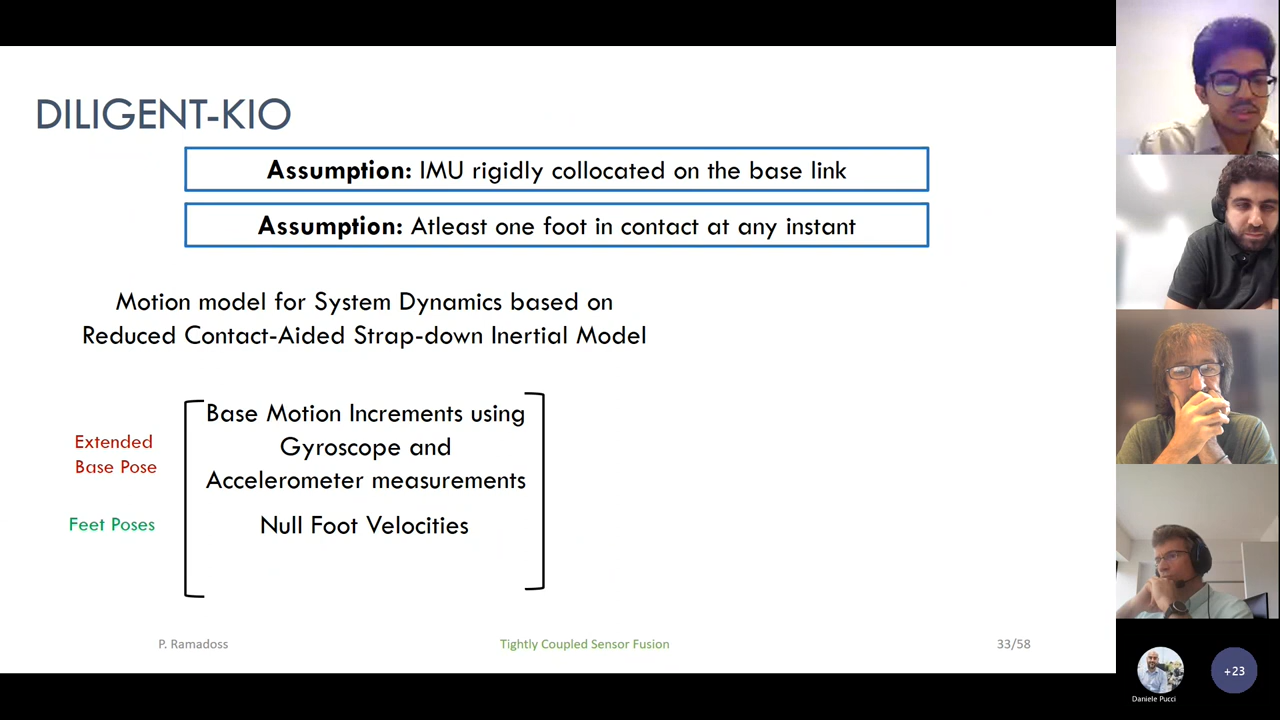 DILIGENT-KIO
Assumption: IMU rigidly collocated on the base link
Assumption: Atleast one foot in contact at any instant
Motion model for System Dynamics based on
Reduced Contact-Aided Strap-down Inertial Model
Extended
Base Pose
Base Motion Increments using
Gyroscope and
Accelerometer measurements
Feet Poses
Null Foot Velocities
P. Ramadoss
Tightly Coupled Sensor Fusion
33/58
Daniele Pucci
+23